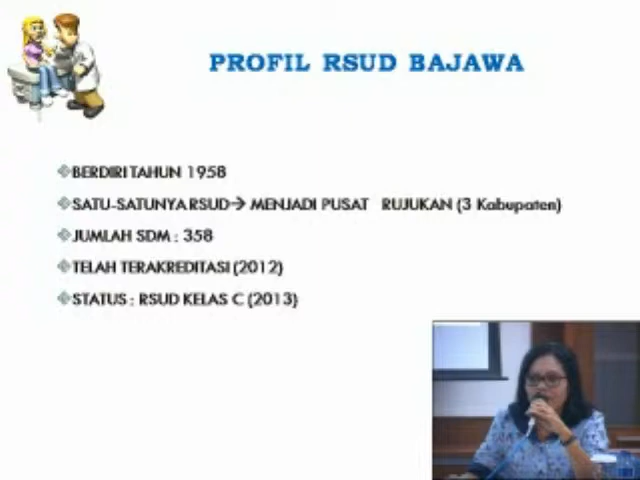 PROFIL RSUD BAJAWA
BERDIRI TAHUN 1958
SATU-SATUNYA RSUD→ MENJADI PUSAT RUJUKAN (3 Kabupaten)
JUMLAH SDM : 358
TELAH TERAKREDITASI (2012)
STATUS : RSUD KELAS C (2013)